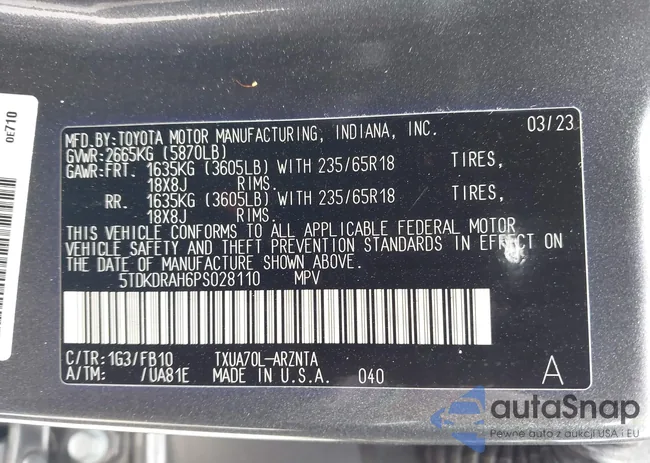 0E710
MFD.BY:TOYOTA MOTOR MANUFACTURING, INDIANA, INC. 03/23
GVWR:2665KG (5870LB)
GAWR:FRT. 1635KG (3605LB) WITH 235/65R18 TIRES,
18X8J RIMS.
RR. 1635KG (3605LB) WITH 235/65R18 TIRES,
18X8J RIMS.
THIS VEHICLE CONFORMS TO ALL APPLICABLE FEDERAL MOTOR
VEHICLE SAFETY AND THEFT PREVENTION STANDARDS IN EFFECT ON
THE DATE OF MANUFACTURE SHOWN ABOVE.
5TDKDRAH6PS028110 MPV
C/TR: 1G3/FB10 TXUA70L-ARZNTA
A/TM: /UA81E MADE IN U.S.A. 040 A
autaSnap
Pewne auto z aukcji USA i EU